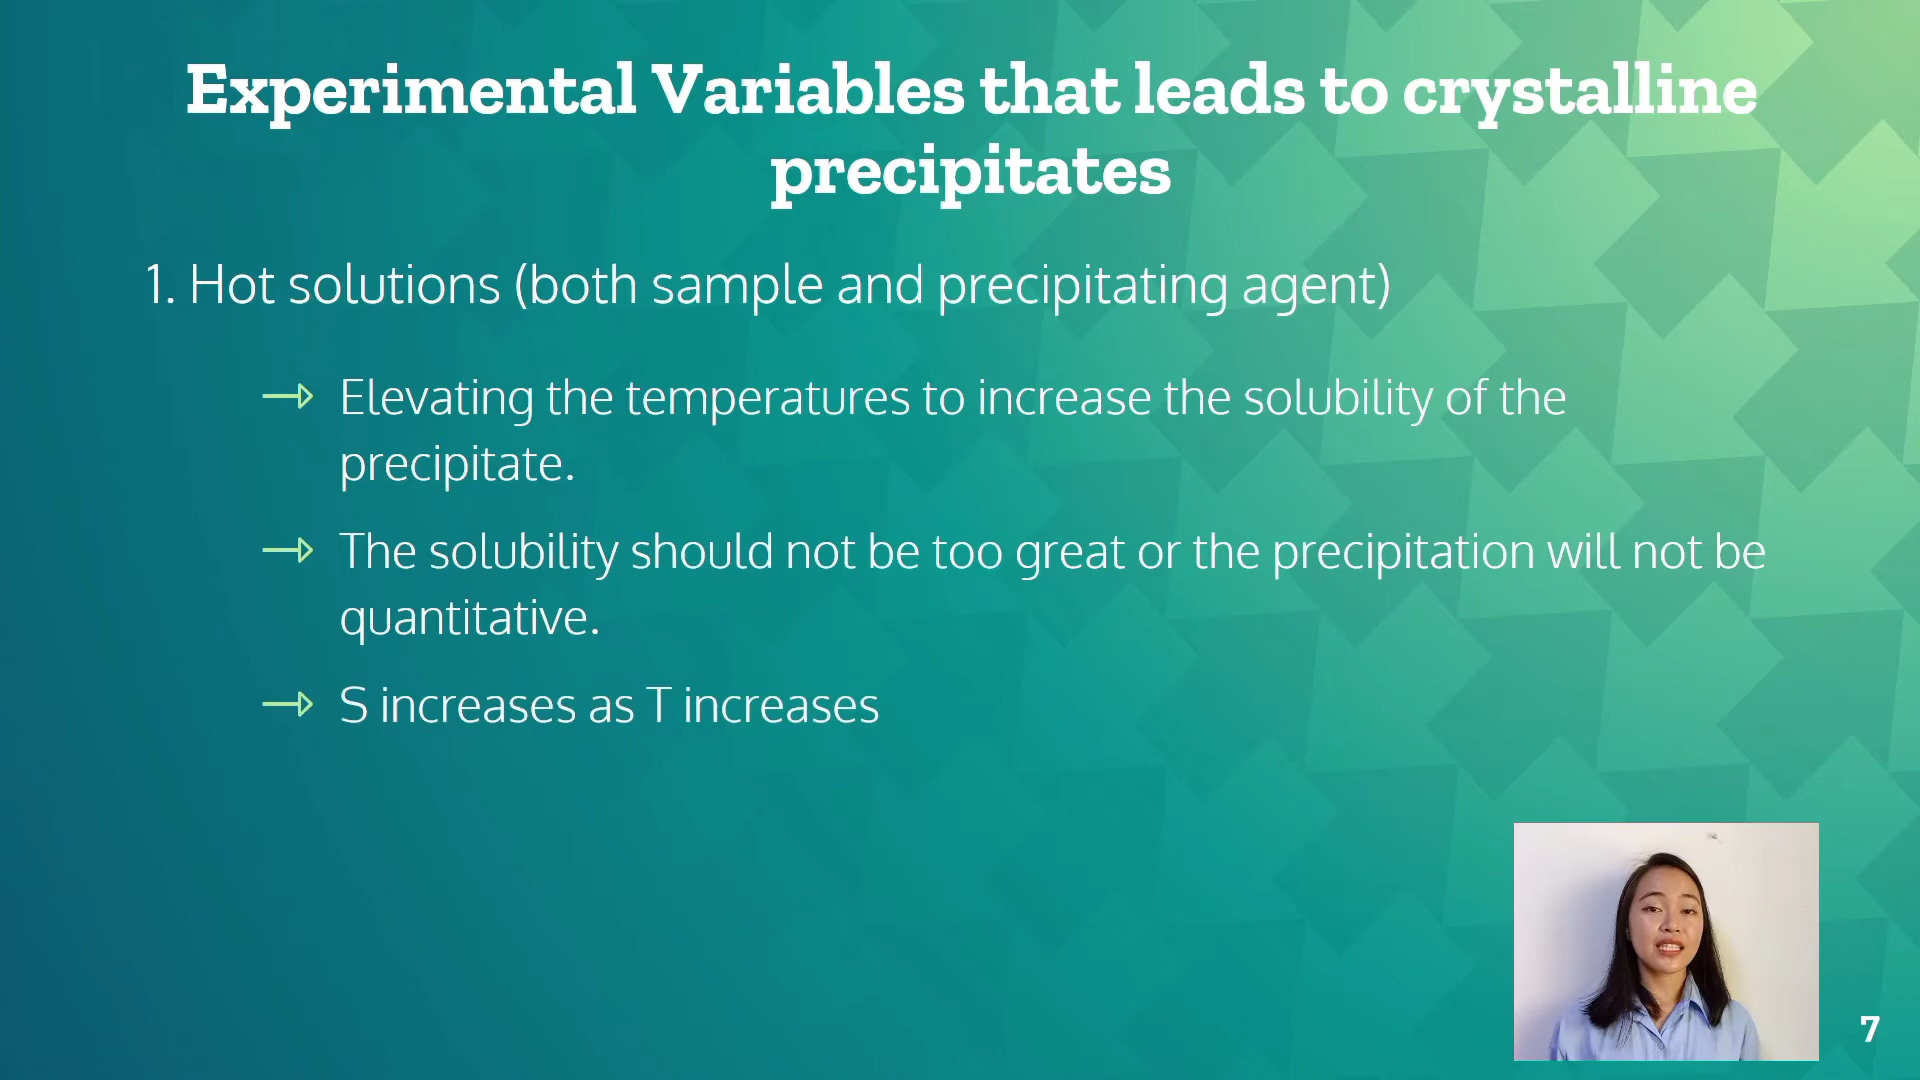 Experimental Variables that leads to crystalline
precipitates
1. Hot solutions (both sample and precipitating agent)
Elevating the temperatures to increase the solubility of the
precipitate.
The solubility should not be too great or the precipitation will not be
quantitative.
S increases as T increases
7